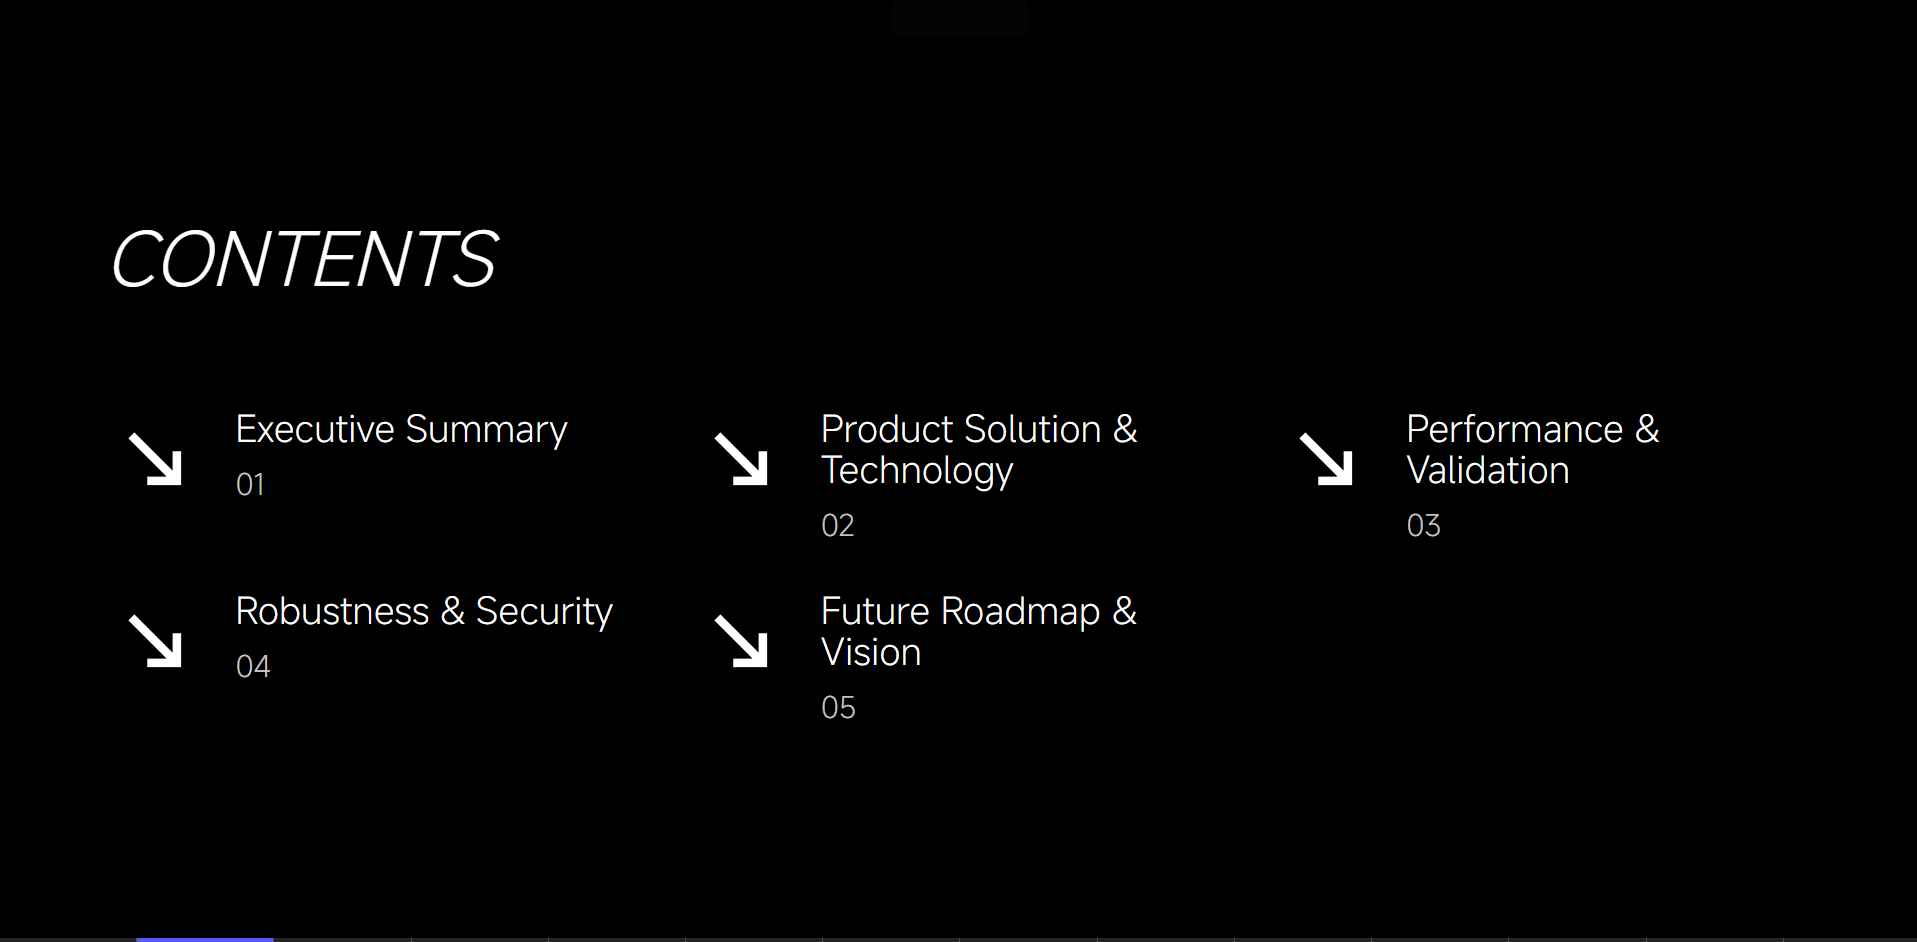 CONTENTS
Executive Summary
01
Product Solution &
Technology
02
Performance &
Validation
03
Robustness & Security
04
Future Roadmap &
Vision
05